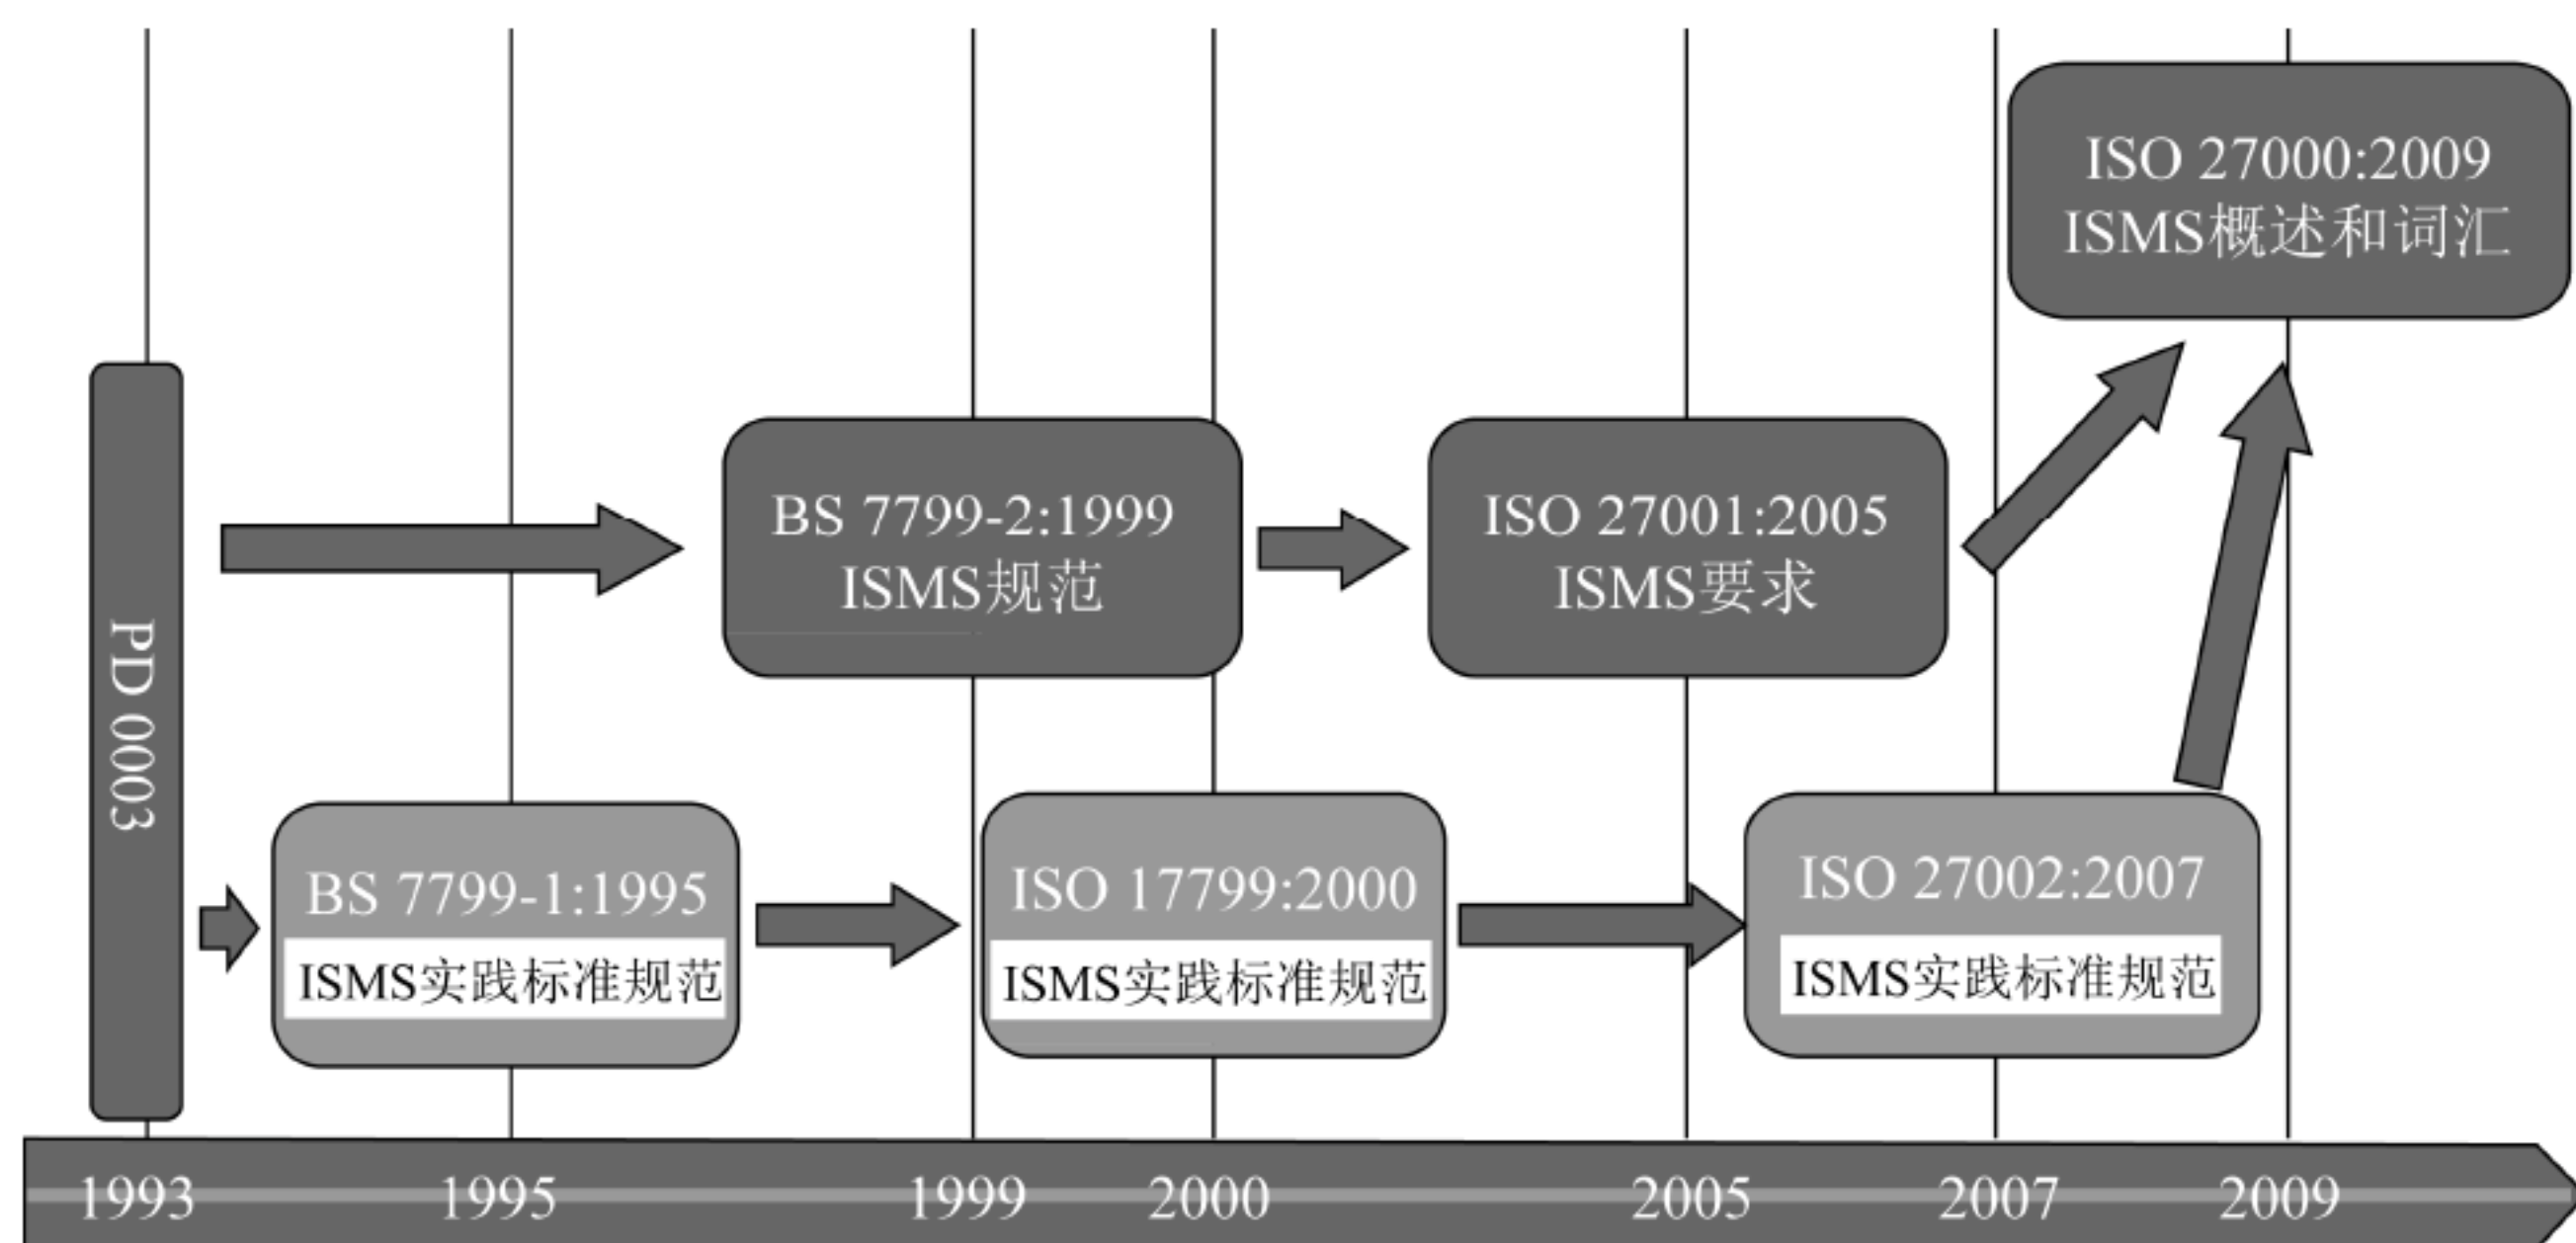 ISO 27000:2009
ISMS概述和词汇
PD 0003
BS 7799-2:1999
ISMS规范
ISO 27001:2005
ISMS要求
BS 7799-1:1995
ISMS实践标准规范
ISO 17799:2000
ISMS实践标准规范
ISO 27002:2007
ISMS实践标准规范
1993 1995 1999 2000 2005 2007 2009